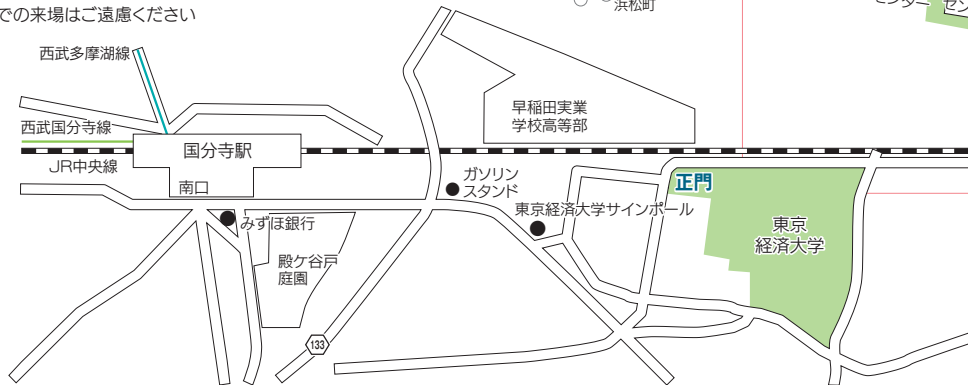 での来場はご遠慮ください
浜松町
西武多摩湖線
早稲田実業
学校高等部
西武国分寺線
国分寺駅
JR中央線
ガソリン
スタンド
正門
南口
東京経済大学サインポール
みずほ銀行
東京
経済大学
殿ケ谷戸
庭園
133